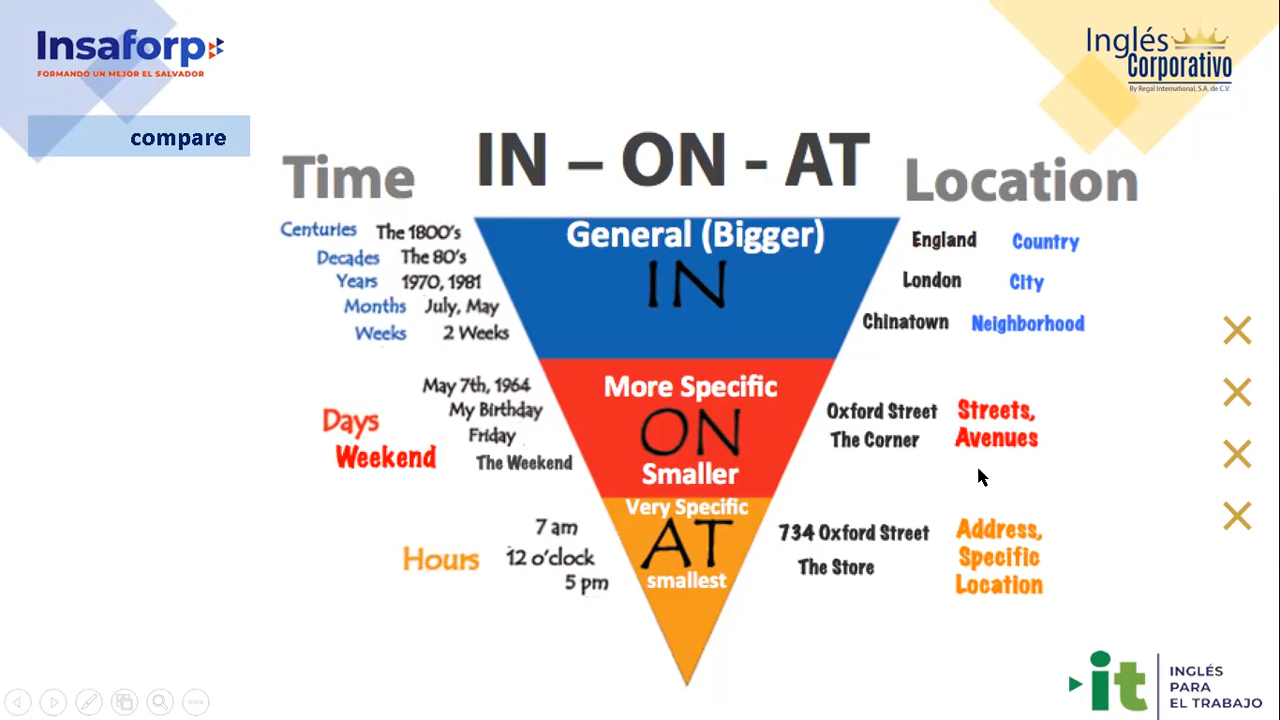 Insaforp
FORMANDO UN MEJOR EL SALVADOR
Inglés
Corporativo
By Regal International, S.A. de C.V.
compare
IN – ON - AT
Time
Location
General (Bigger)
IN
Centuries The 1800's
Decades The 80's
Years 1970, 1981
Months July, May
Weeks 2 Weeks
England Country
London City
Chinatown Neighborhood
More Specific
ON
Smaller
May 7th, 1964
My Birthday
Days
Friday
Weekend
The Weekend
Oxford Street
The Corner
Streets,
Avenues
Very Specific
AT
smallest
7 am
Hours
12 o'clock
5 pm
734 Oxford Street
The Store
Address,
Specific
Location
it
INGLÉS
PARA
EL TRABAJO